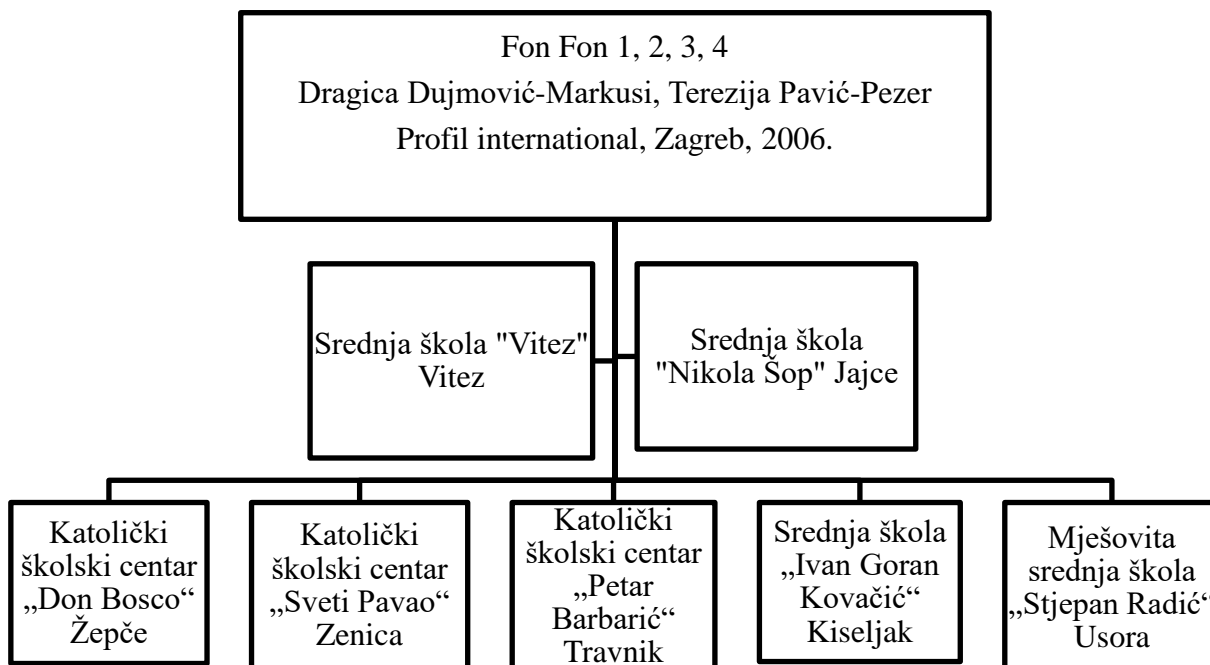 Fon Fon 1, 2, 3, 4
Dragica Dujmović-Markusi, Terezija Pavić-Pezer
Profil international, Zagreb, 2006.
Srednja škola "Vitez"
Vitez
Srednja škola
"Nikola Šop" Jajce
Katolički
školski centar
„Don Bosco“
Žepče
Katolički
školski centar
„Sveti Pavao“
Zenica
Katolički
školski centar
„Petar
Barbarić“
Travnik
Srednja škola
„Ivan Goran
Kovačić“
Kiseljak
Mješovita
srednja škola
„Stjepan Radić“
Usora